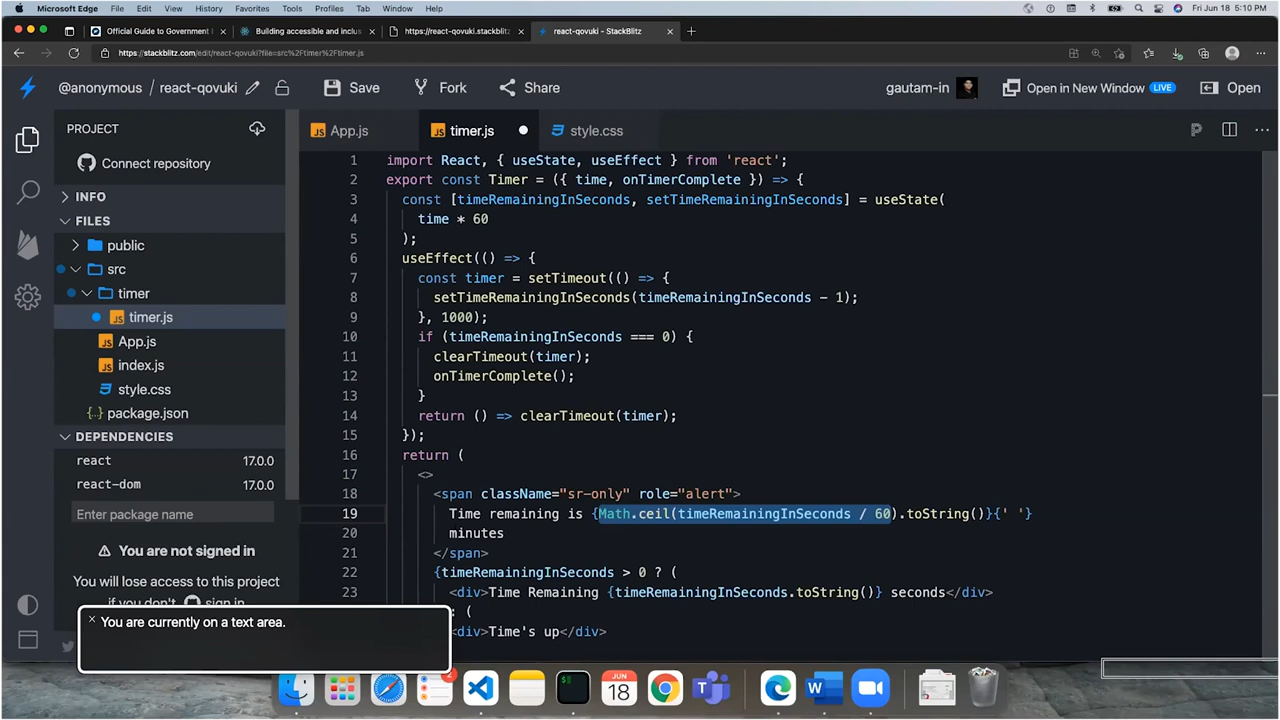 Microsoft Edge File Edit View History Favorites Tools Profiles Tab Window Help Fri Jun 18 5:10 PM
Official Guide to Government Building accessible and inclus https://react-qovuki.stackblitz react-qovuki - StackBlitz
https://stackblitz.com/edit/react-qovuki?file=src%2Ftimer%2Ftimer.js
@anonymous / react-qovuki Save Fork Share gautam-in Open in New Window LIVE Open
PROJECT
Connect repository
INFO
FILES
public
src
timer
timer.js
App.js
index.js
style.css
package.json
DEPENDENCIES
react 17.0.0
react-dom 17.0.0
Enter package name
You are not signed in
You will lose access to this project
if you don't sign in
App.js timer.js style.css
1 import React, { useState, useEffect } from 'react';
2 export const Timer = ({ time, onTimerComplete }) => {
3 const [timeRemainingInSeconds, setTimeRemainingInSeconds] = useState(
4 time * 60
5 );
6 useEffect(() => {
7 const timer = setTimeout(() => {
8 setTimeRemainingInSeconds(timeRemainingInSeconds - 1);
9 }, 1000);
10 if (timeRemainingInSeconds === 0) {
11 clearTimeout(timer);
12 onTimerComplete();
13 }
14 return () => clearTimeout(timer);
15 });
16 return (
17 <>
18 <span className="sr-only" role="alert">
19 Time remaining is {Math.ceil(timeRemainingInSeconds / 60).toString()}{' '}
20 minutes
21 </span>
22 {timeRemainingInSeconds > 0 ? (
23 <div>Time Remaining {timeRemainingInSeconds.toString()} seconds</div>
: (
<div>Time's up</div>
You are currently on a text area.
2
JUN
18